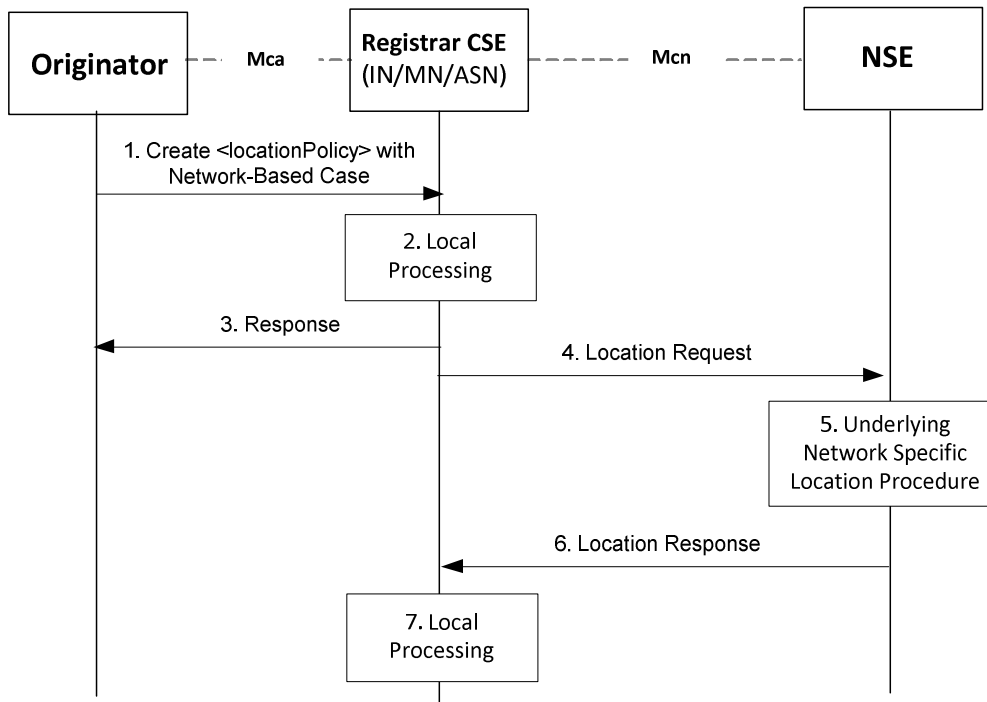 Originator
Mca
Registrar CSE
(IN/MN/ASN)
Mcn
NSE
1. Create <locationPolicy> with
Network-Based Case
2. Local
Processing
3. Response
4. Location Request
5. Underlying
Network Specific
Location Procedure
6. Location Response
7. Local
Processing